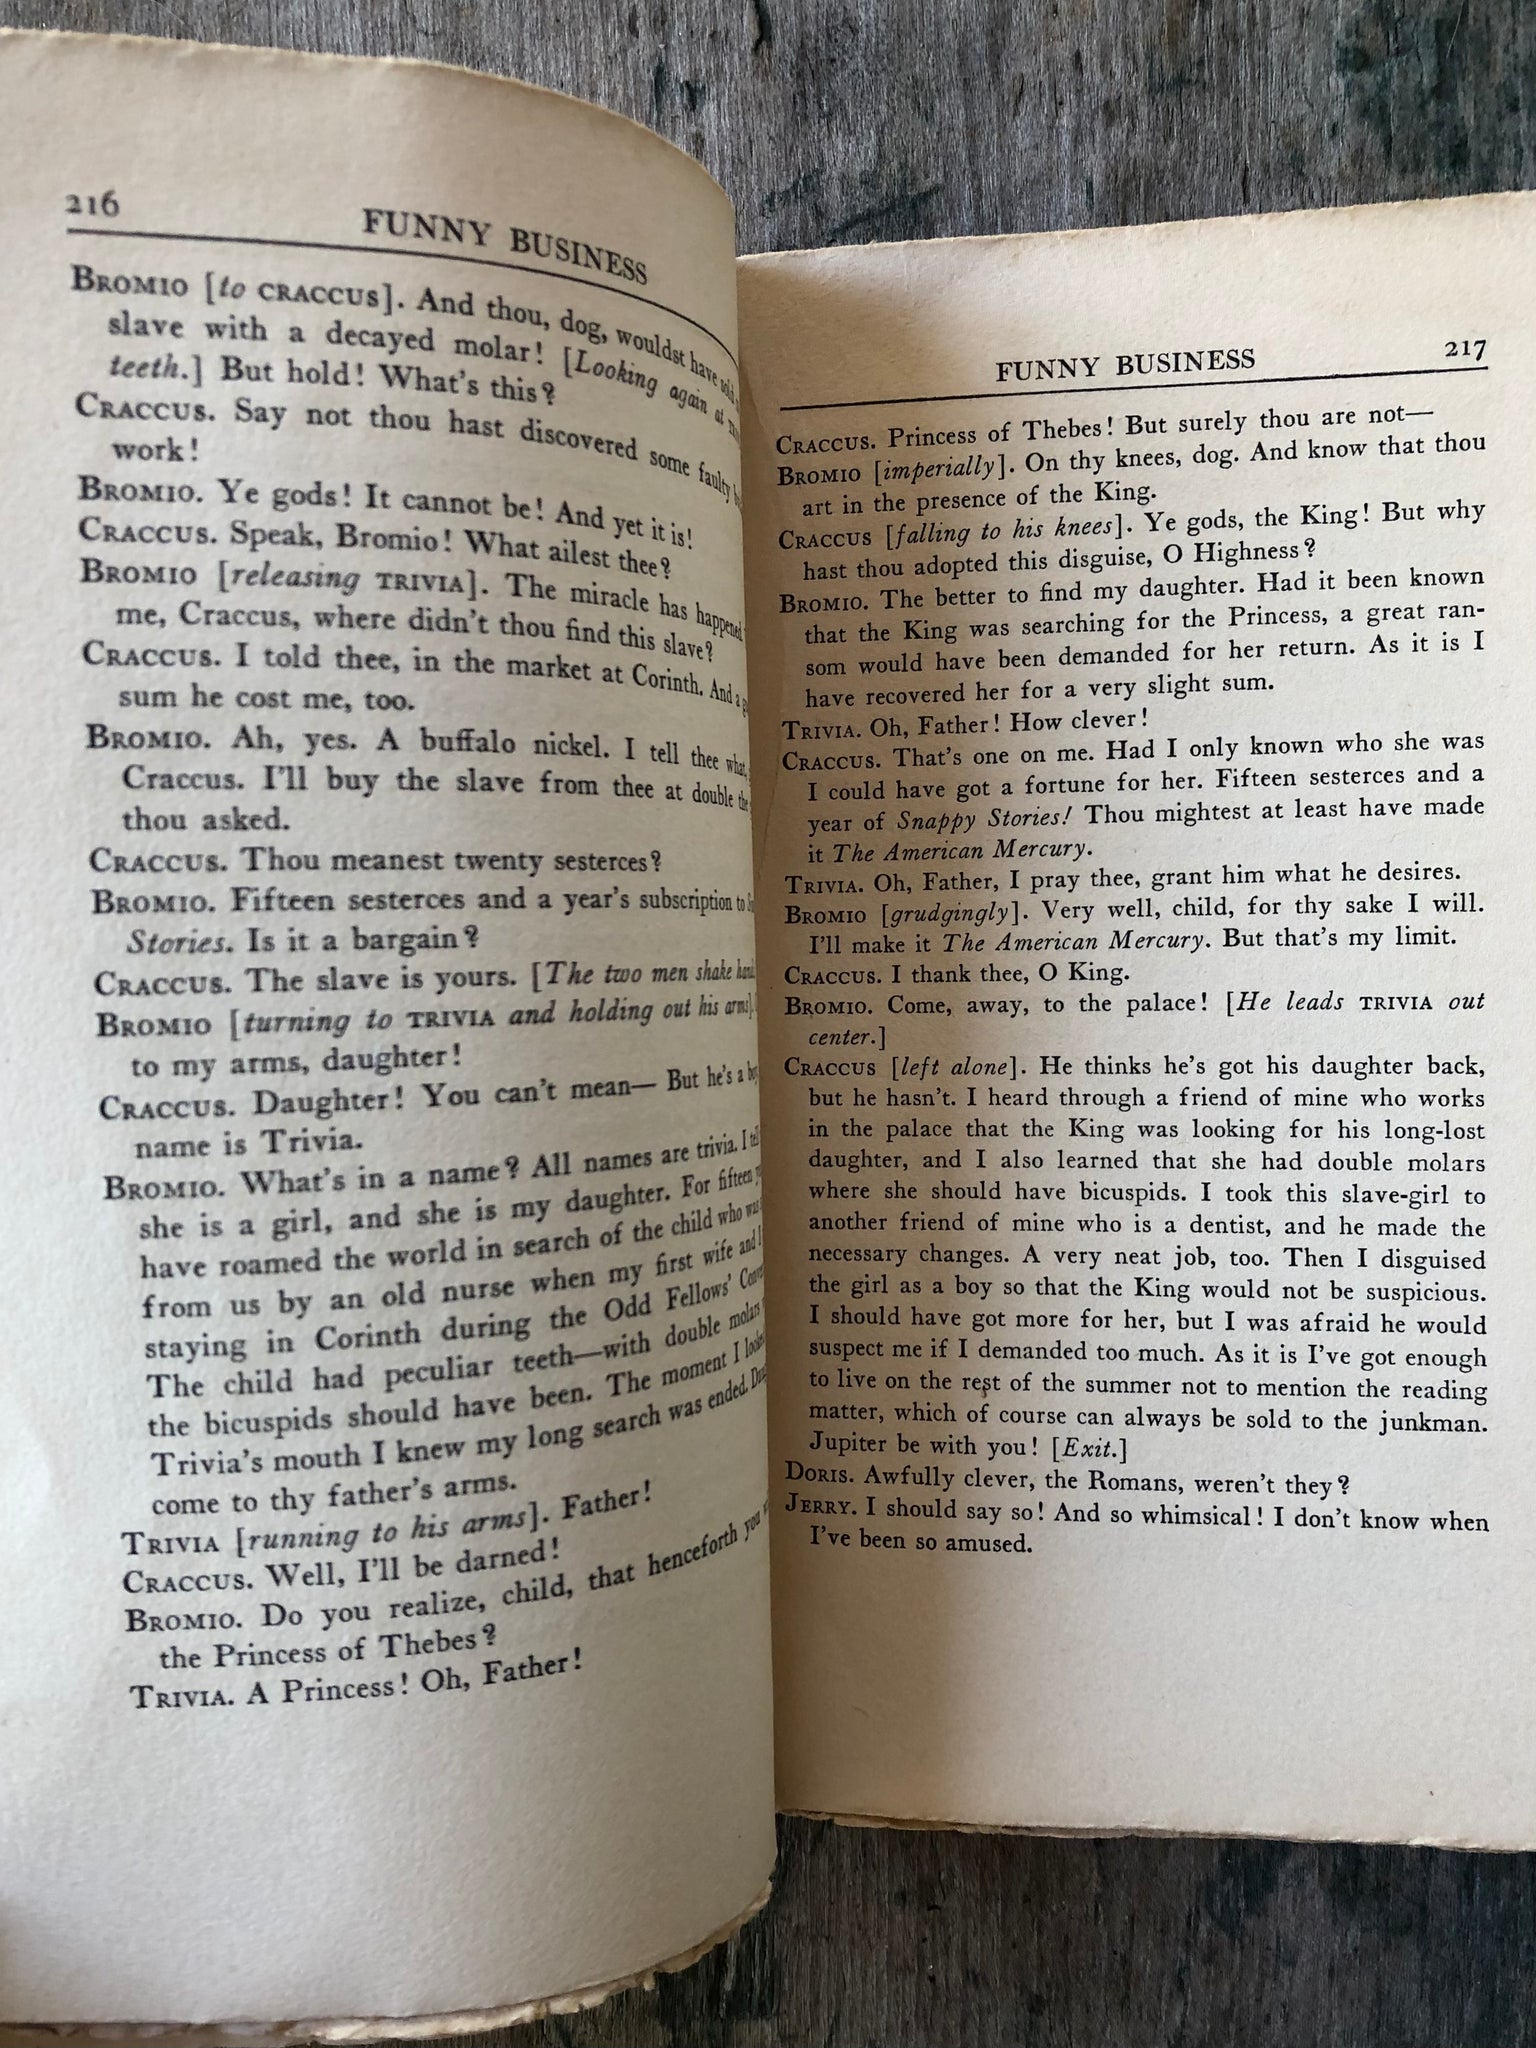 216
FUNNY BUSINESS
BROMIO [to CRACCUS]. And thou, dog, wouldst have sold
slave with a decayed molar! [Looking again at
teeth.] But hold! What's this?
CRACCUS. Say not thou hast discovered some faulty
work!
BROMIO. Ye gods! It cannot be! And yet it is!
CRACCUS. Speak, Bromio! What ailest thee?
BROMIO [releasing TRIVIA]. The miracle has happened
me, Craccus, where didn't thou find this slave?
CRACCUS. I told thee, in the market at Corinth. And a
sum he cost me, too.
BROMIO. Ah, yes. A buffalo nickel. I tell thee what,
Craccus. I'll buy the slave from thee at double the
thou asked.
CRACCUS. Thou meanest twenty sesterces?
BROMIO. Fifteen sesterces and a year's subscription to
Stories. Is it a bargain?
CRACCUS. The slave is yours. [The two men shake
BROMIO [turning to TRIVIA and holding out his arms].
to my arms, daughter!
CRACCUS. Daughter! You can't mean— But he's a
name is Trivia.
BROMIO. What's in a name? All names are trivia. I
she is a girl, and she is my daughter. For fifteen
have roamed the world in search of the child who was
from us by an old nurse when my first wife and I
staying in Corinth during the Odd Fellows'
The child had peculiar teeth—with double molars
the bicuspids should have been. The moment I
Trivia's mouth I knew my long search was ended.
come to thy father's arms.
TRIVIA [running to his arms]. Father!
CRACCUS. Well, I'll be darned!
BROMIO. Do you realize, child, that henceforth you
the Princess of Thebes?
TRIVIA. A Princess! Oh, Father!
FUNNY BUSINESS
217
CRACCUS. Princess of Thebes! But surely thou are not—
BROMIO [imperially]. On thy knees, dog. And know that thou
art in the presence of the King.
CRACCUS [falling to his knees]. Ye gods, the King! But why
hast thou adopted this disguise, O Highness?
BROMIO. The better to find my daughter. Had it been known
that the King was searching for the Princess, a great ran-
som would have been demanded for her return. As it is I
have recovered her for a very slight sum.
TRIVIA. Oh, Father! How clever!
CRACCUS. That's one on me. Had I only known who she was
I could have got a fortune for her. Fifteen sesterces and a
year of Snappy Stories! Thou mightest at least have made
it The American Mercury.
TRIVIA. Oh, Father, I pray thee, grant him what he desires.
BROMIO [grudgingly]. Very well, child, for thy sake I will.
I'll make it The American Mercury. But that's my limit.
CRACCUS. I thank thee, O King.
BROMIO. Come, away, to the palace! [He leads TRIVIA out
center.]
CRACCUS [left alone]. He thinks he's got his daughter back,
but he hasn't. I heard through a friend of mine who works
in the palace that the King was looking for his long-lost
daughter, and I also learned that she had double molars
where she should have bicuspids. I took this slave-girl to
another friend of mine who is a dentist, and he made the
necessary changes. A very neat job, too. Then I disguised
the girl as a boy so that the King would not be suspicious.
I should have got more for her, but I was afraid he would
suspect me if I demanded too much. As it is I've got enough
to live on the rest of the summer not to mention the reading
matter, which of course can always be sold to the junkman.
Jupiter be with you! [Exit.]
DORIS. Awfully clever, the Romans, weren't they?
JERRY. I should say so! And so whimsical! I don't know when
I've been so amused.